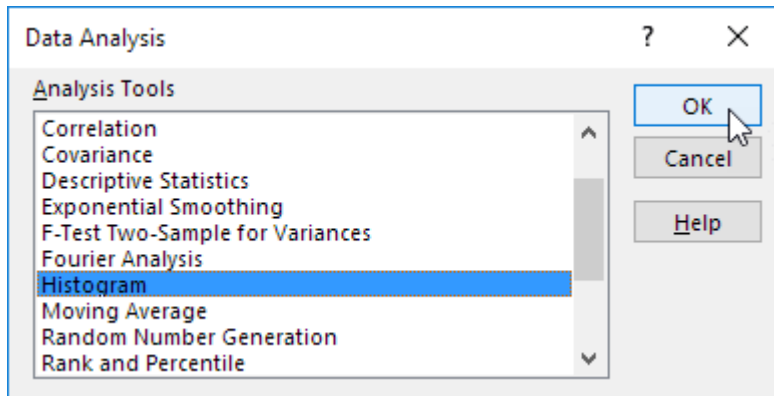 Data Analysis
?
Analysis Tools
Correlation
Covariance
Descriptive Statistics
Exponential Smoothing
F-Test Two-Sample for Variances
Fourier Analysis
Histogram
Moving Average
Random Number Generation
Rank and Percentile
OK
Cancel
Help